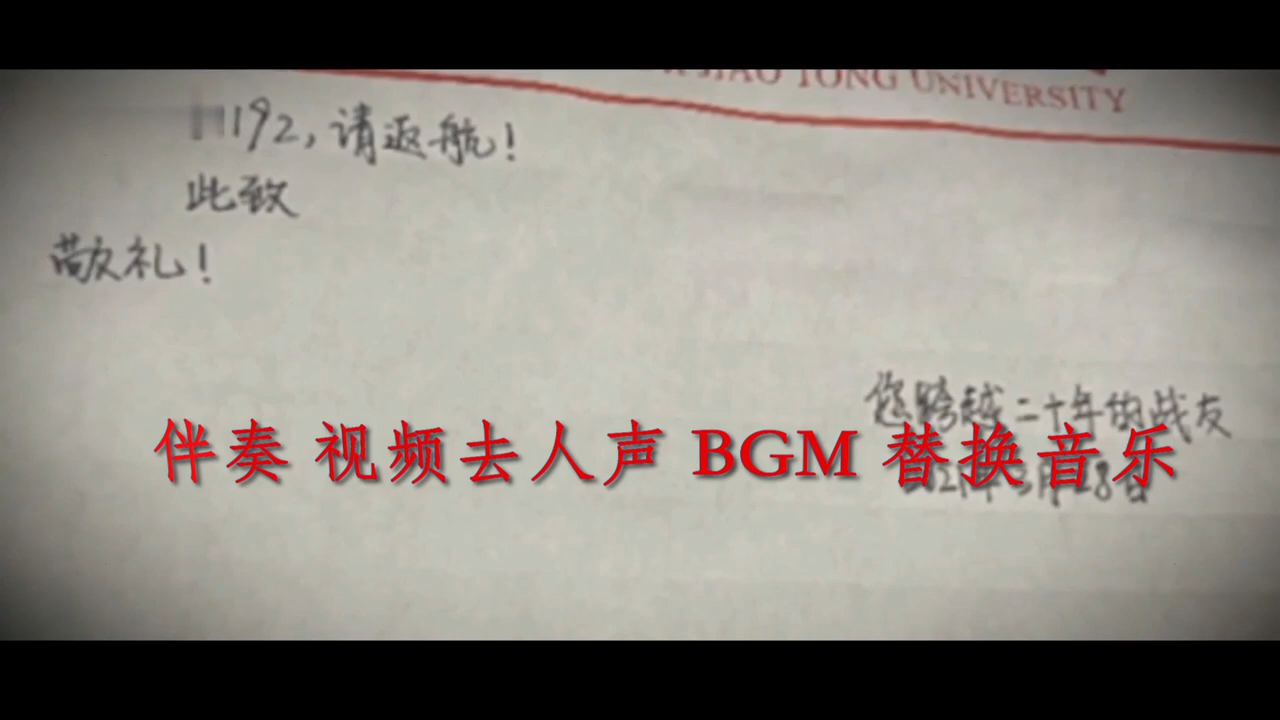 TONG UNIVERSITY
192,请返航!
此致
敬礼!
您跨越二十年的战友
伴奏 视频去人声 BGM 替换音乐